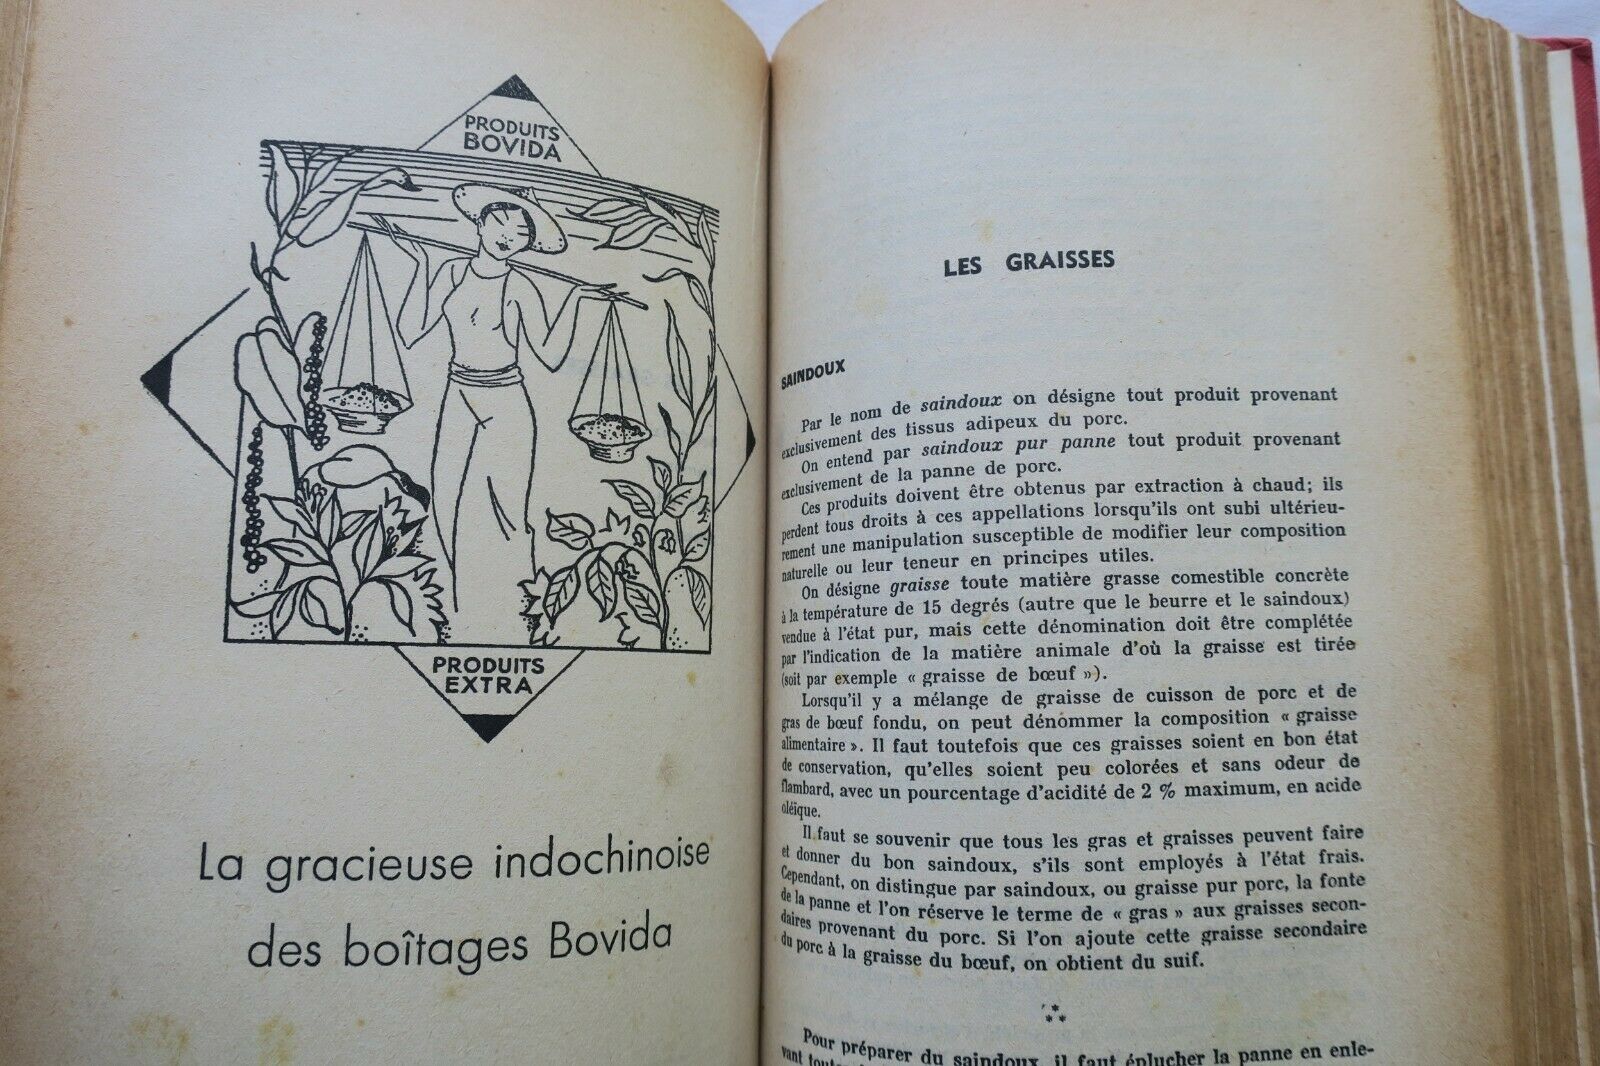 PRODUITS
BOVIDA
PRODUITS
EXTRA
La gracieuse indochinoise
des boîtages Bovida
LES GRAISSES
SAINDOUX
Par le nom de saindoux on désigne tout produit provenant
exclusivement des tissus adipeux du porc.
On entend par saindoux pur panne tout produit provenant
exclusivement de la panne de porc.
Ces produits doivent être obtenus par extraction à chaud; ils
perdent tous droits à ces appellations lorsqu'ils ont subi ultérieu-
rement une manipulation susceptible de modifier leur composition
naturelle ou leur teneur en principes utiles.
On désigne graisse toute matière grasse comestible concrète
à la température de 15 degrés (autre que le beurre et le saindoux)
vendue à l'état pur, mais cette dénomination doit être complétée
par l'indication de la matière animale d'où la graisse est tirée
(soit par exemple « graisse de bœuf »).
Lorsqu'il y a mélange de graisse de cuisson de porc et de
gras de bœuf fondu, on peut dénommer la composition « graisse
alimentaire ». Il faut toutefois que ces graisses soient en bon état
de conservation, qu'elles soient peu colorées et sans odeur de
flambard, avec un pourcentage d'acidité de 2 % maximum, en acide
oléique.
Il faut se souvenir que tous les gras et graisses peuvent faire
et donner du bon saindoux, s'ils sont employés à l'état frais.
Cependant, on distingue par saindoux, ou graisse pur porc, la fonte
de la panne et l'on réserve le terme de « gras » aux graisses secon-
daires provenant du porc. Si l'on ajoute cette graisse secondaire
du porc à la graisse du bœuf, on obtient du suif.
* * *
Pour préparer du saindoux, il faut éplucher la panne en enle-
vant toute